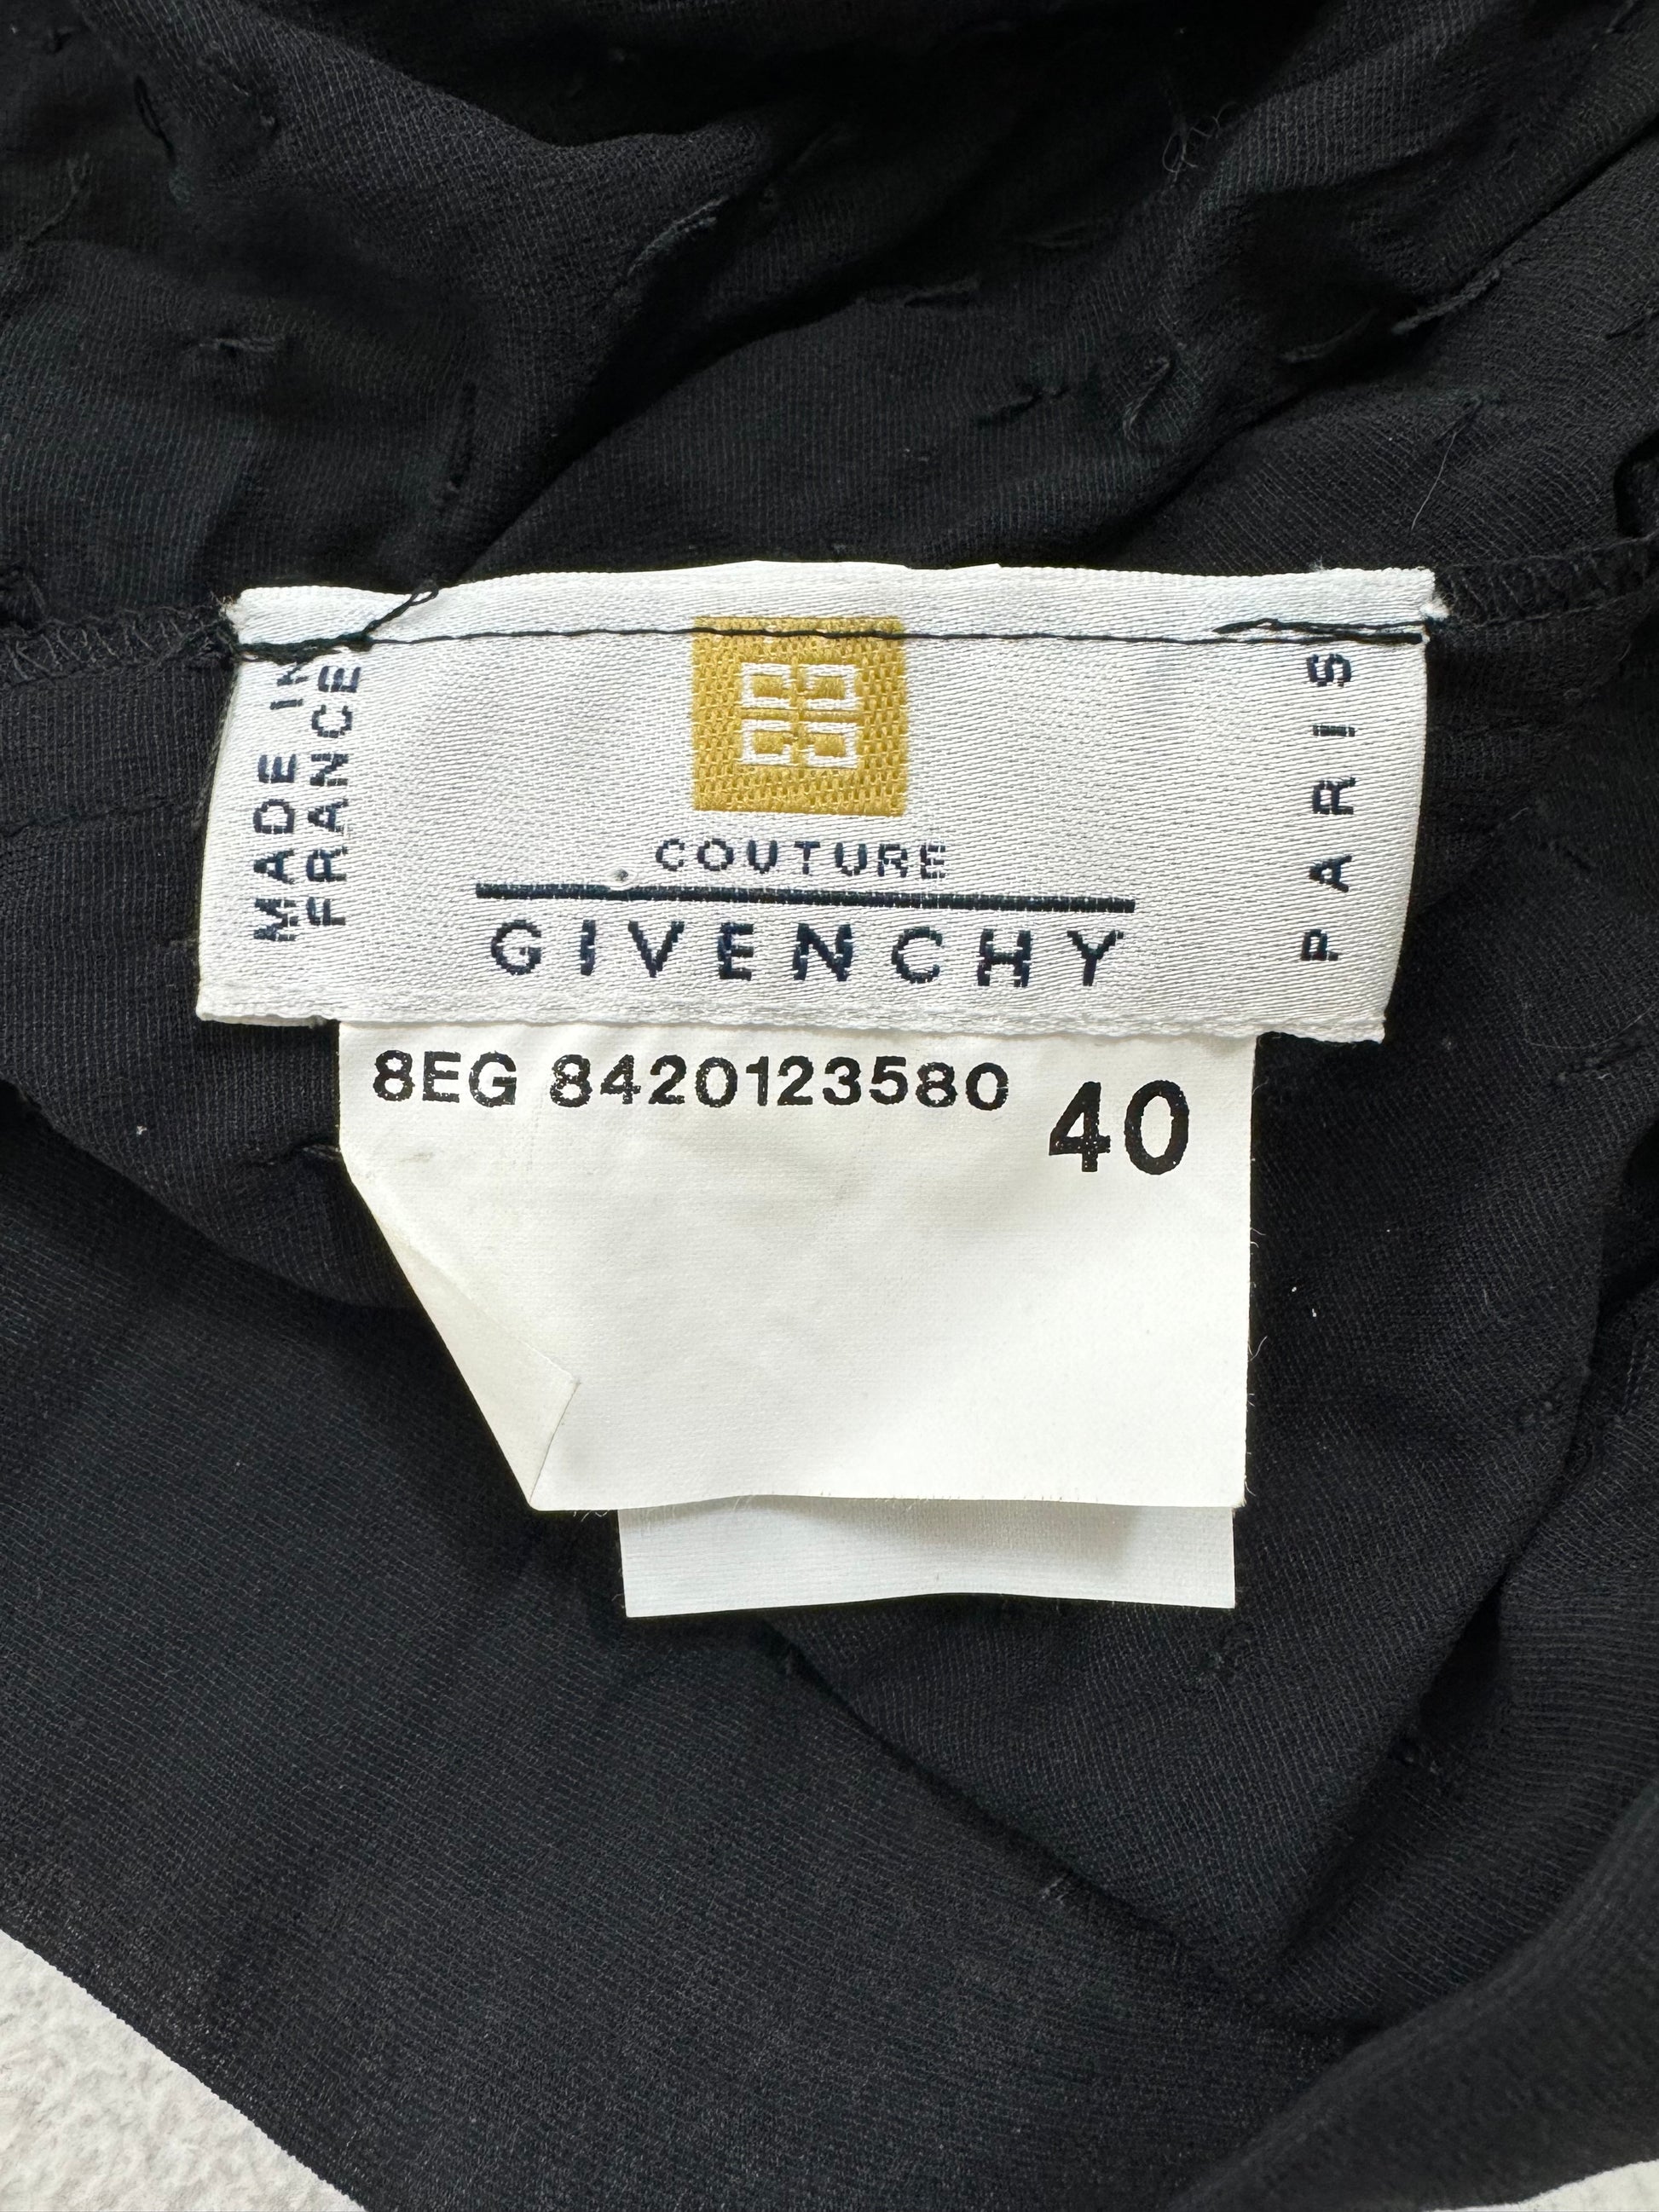 MADE IN
FRANCE
COUTURE
GIVENCHY
PARIS
8EG 8420123580
40